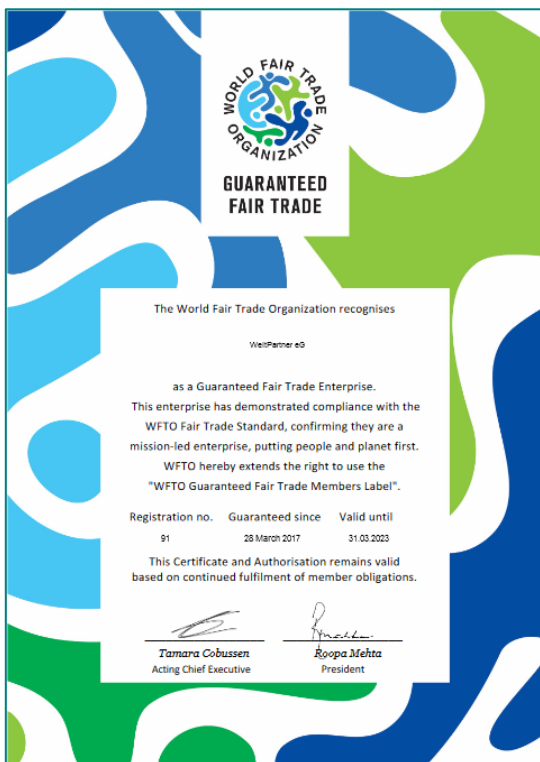 WORLD FAIR TRADE
ORGANIZATION
GUARANTEED
FAIR TRADE
The World Fair Trade Organization recognises
WeltPartner eG
as a Guaranteed Fair Trade Enterprise.
This enterprise has demonstrated compliance with the
WFTO Fair Trade Standard, confirming they are a
mission-led enterprise, putting people and planet first.
WFTO hereby extends the right to use the
"WFTO Guaranteed Fair Trade Members Label".
Registration no. Guaranteed since Valid until
91 28 March 2017 31.03.2023
This Certificate and Authorisation remains valid
based on continued fulfilment of member obligations.
Tamara Cobussen Roopa Mehta
Acting Chief Executive President